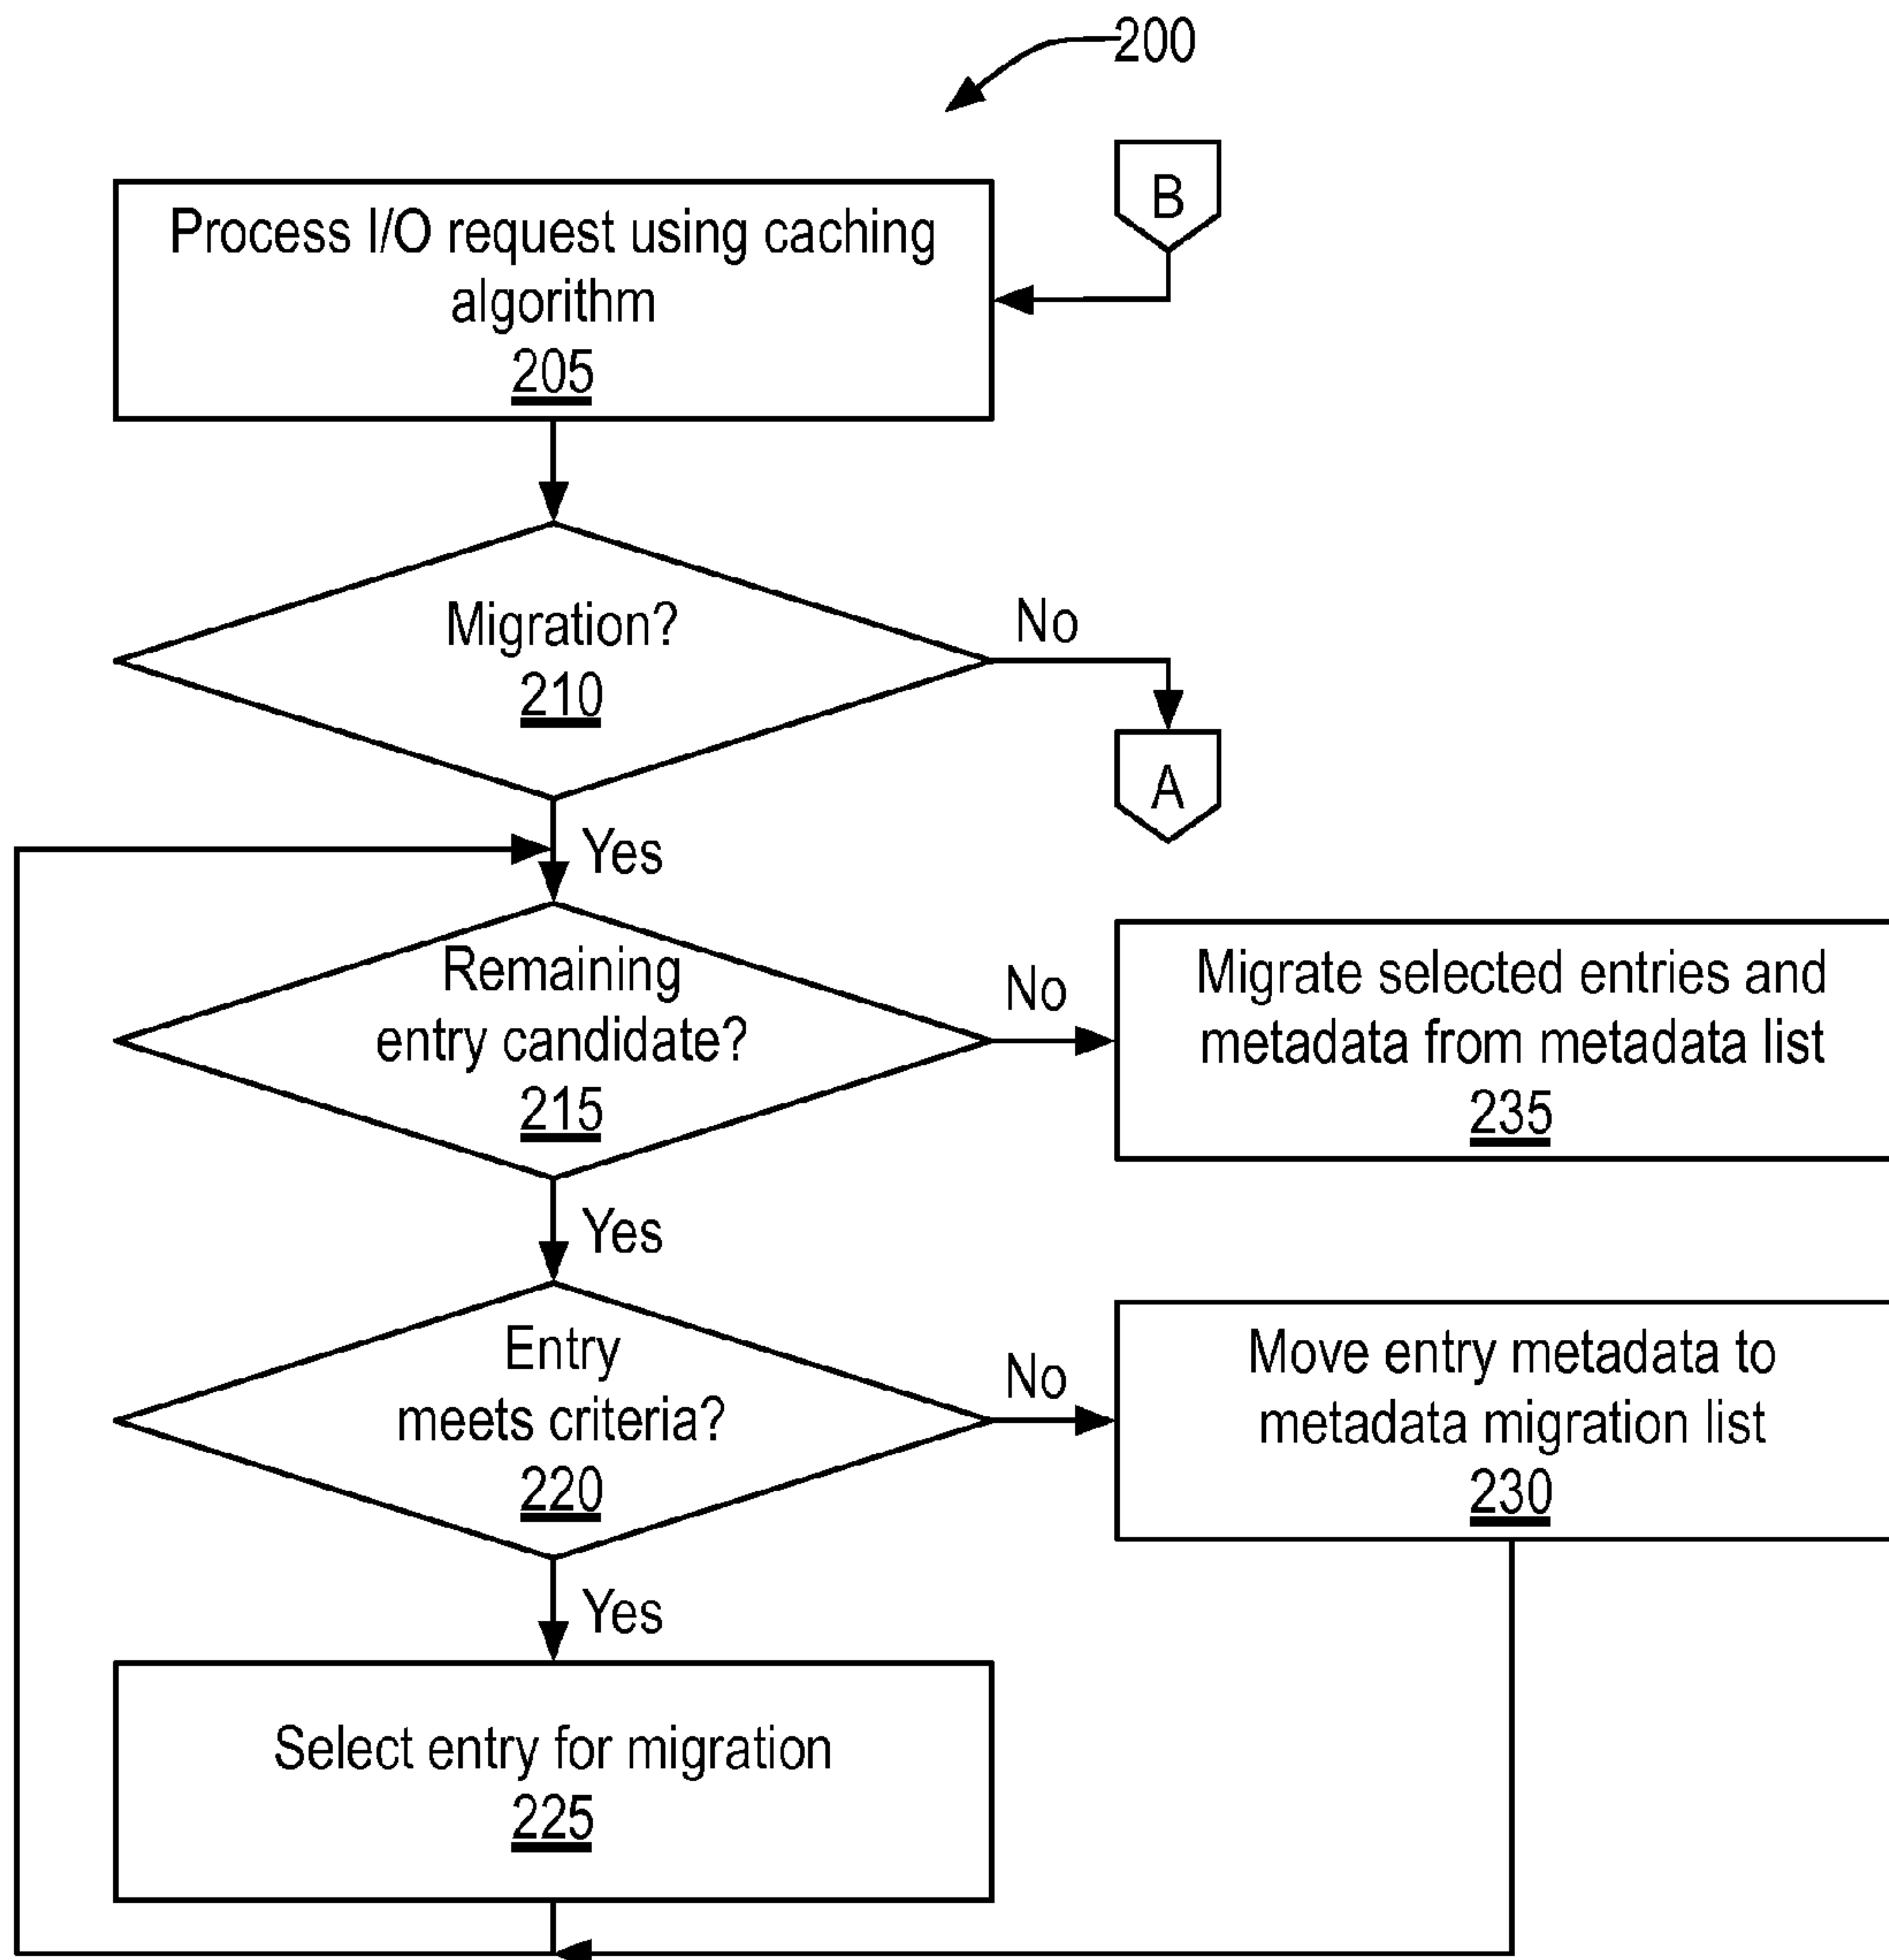 200
B
Process I/O request using caching
algorithm
205
Migration?
210
No
A
Yes
Remaining
entry candidate?
215
No
Migrate selected entries and
metadata from metadata list
235
Yes
Entry
meets criteria?
220
No
Move entry metadata to
metadata migration list
230
Yes
Select entry for migration
225